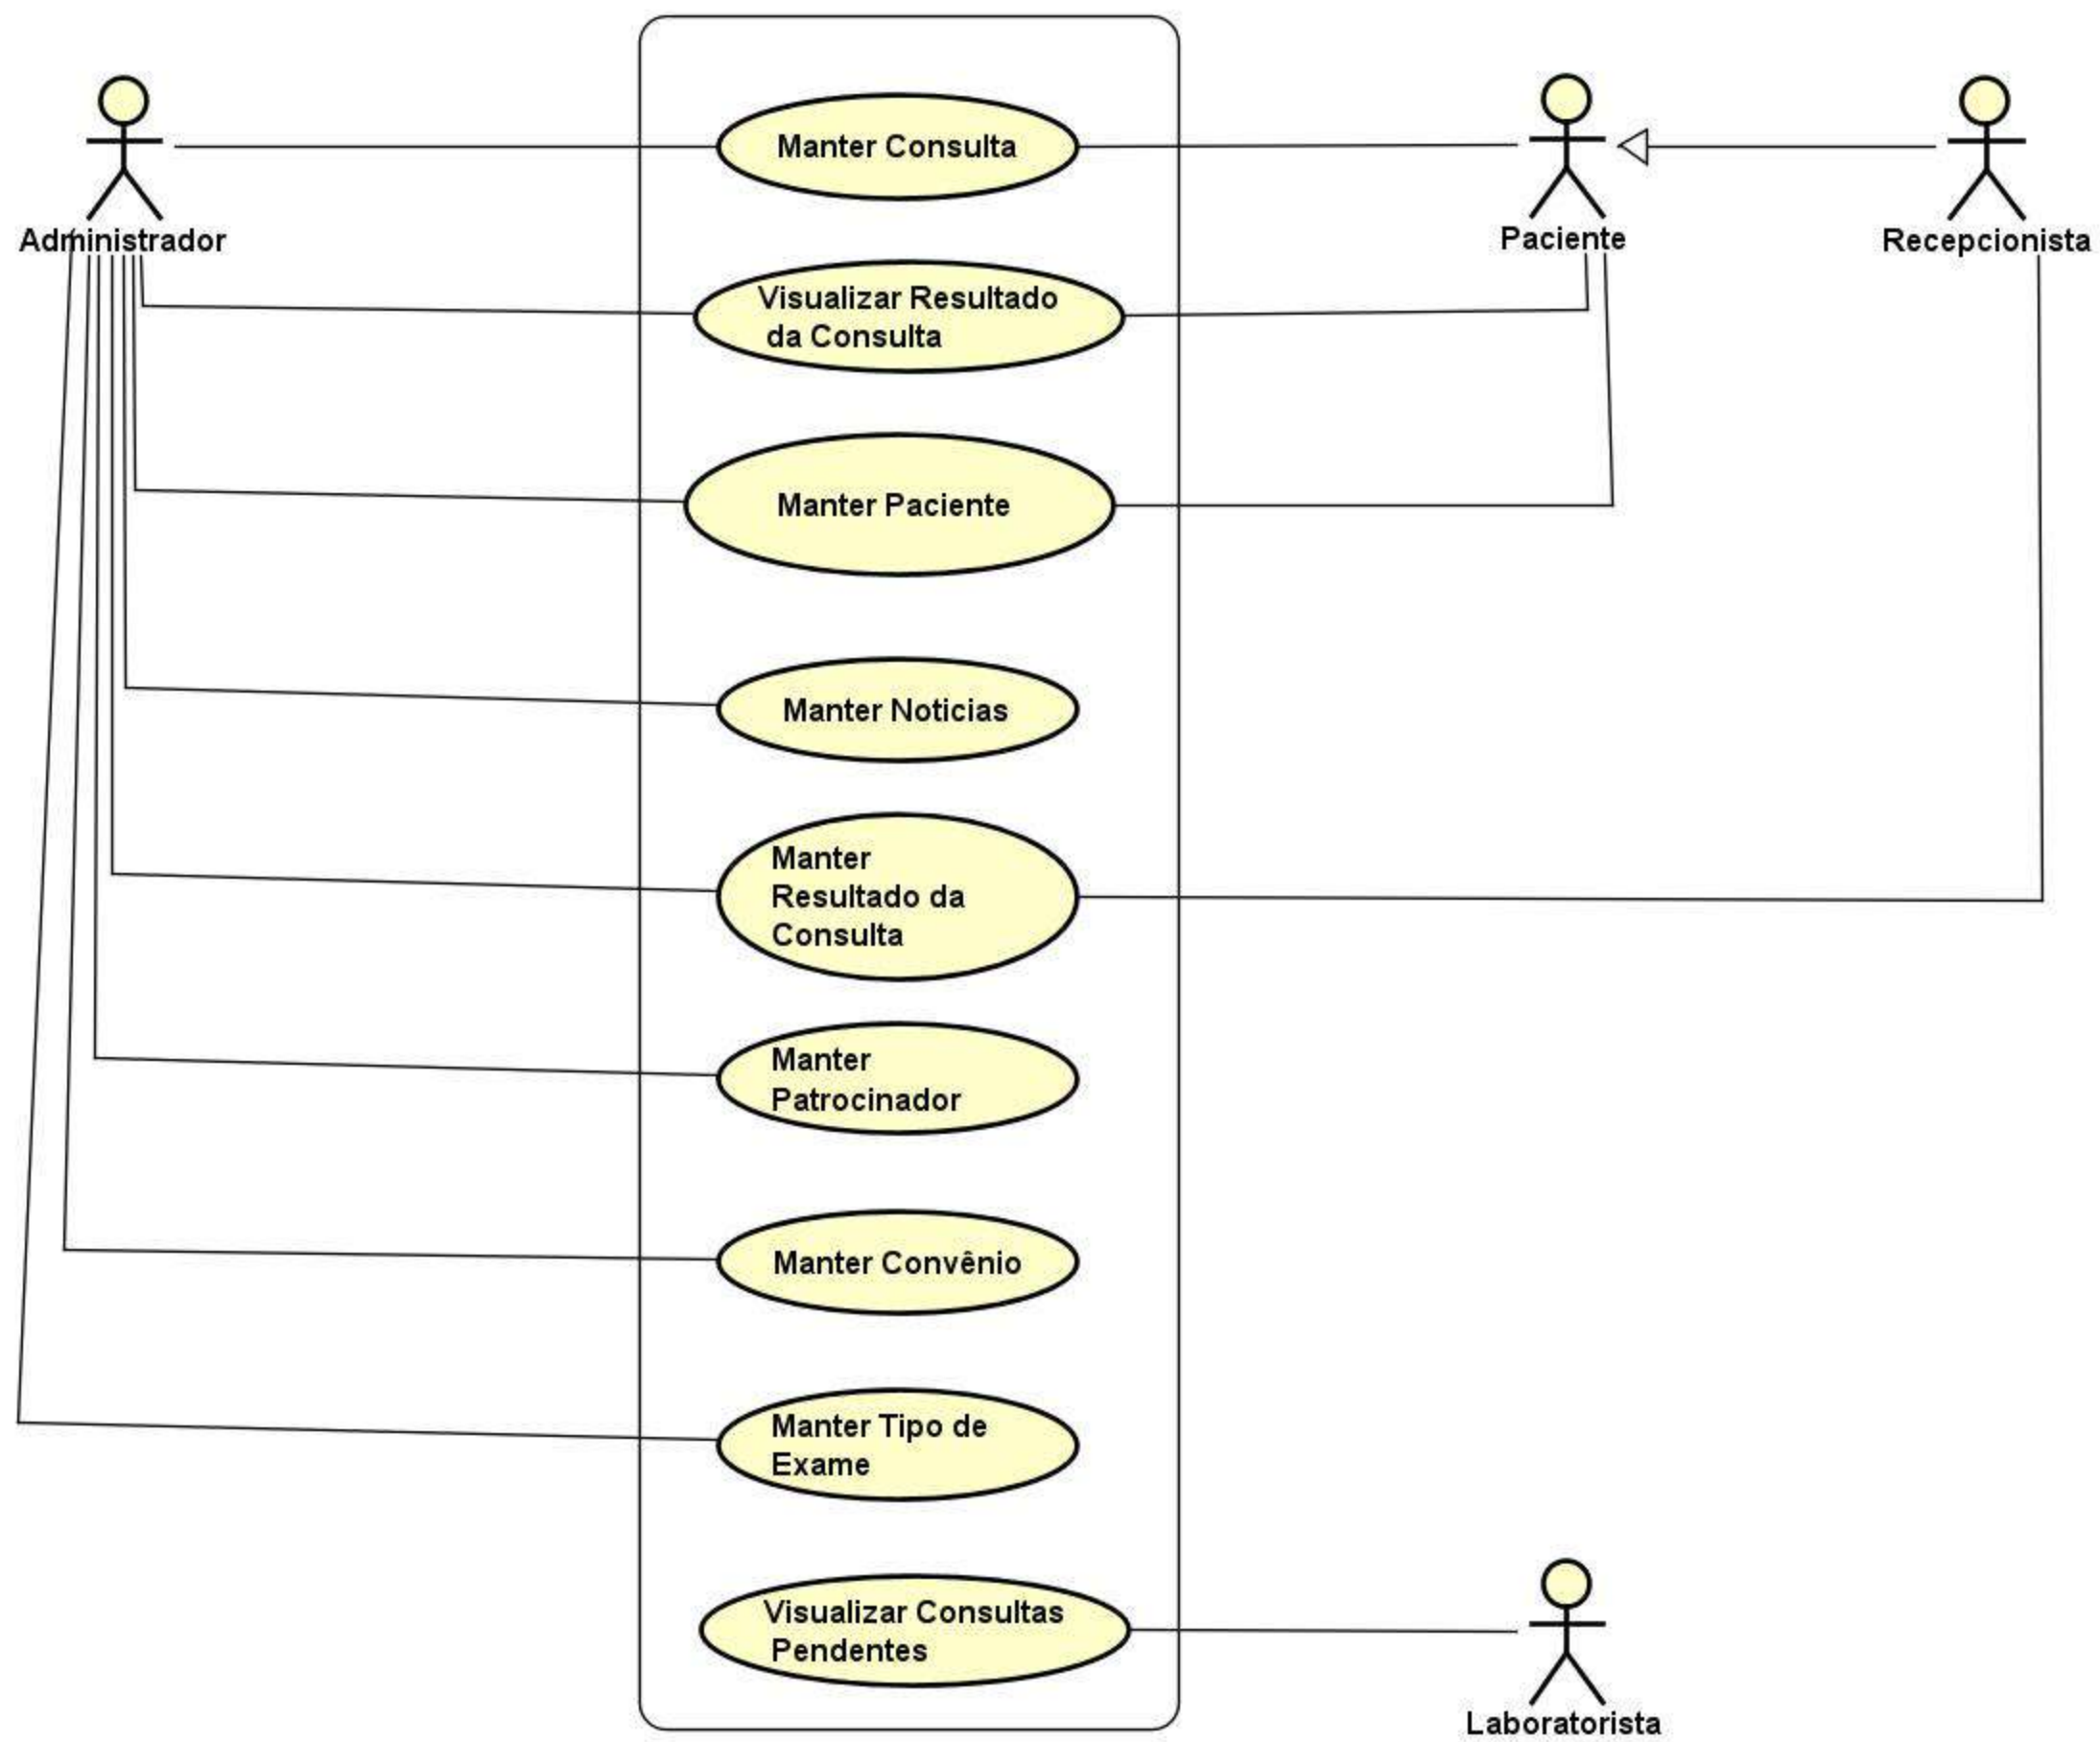 Administrador
Paciente
Recepcionista
Manter Consulta
Visualizar Resultado
da Consulta
Manter Paciente
Manter Noticias
Manter
Resultado da
Consulta
Manter
Patrocinador
Manter Convênio
Manter Tipo de
Exame
Visualizar Consultas
Pendentes
Laboratorista